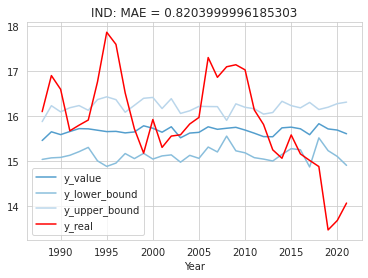 IND: MAE = 0.8203999996185303
18
17
16
15
14
y_value
y_lower_bound
y_upper_bound
y_real
1990 1995 2000 2005 2010 2015 2020
Year